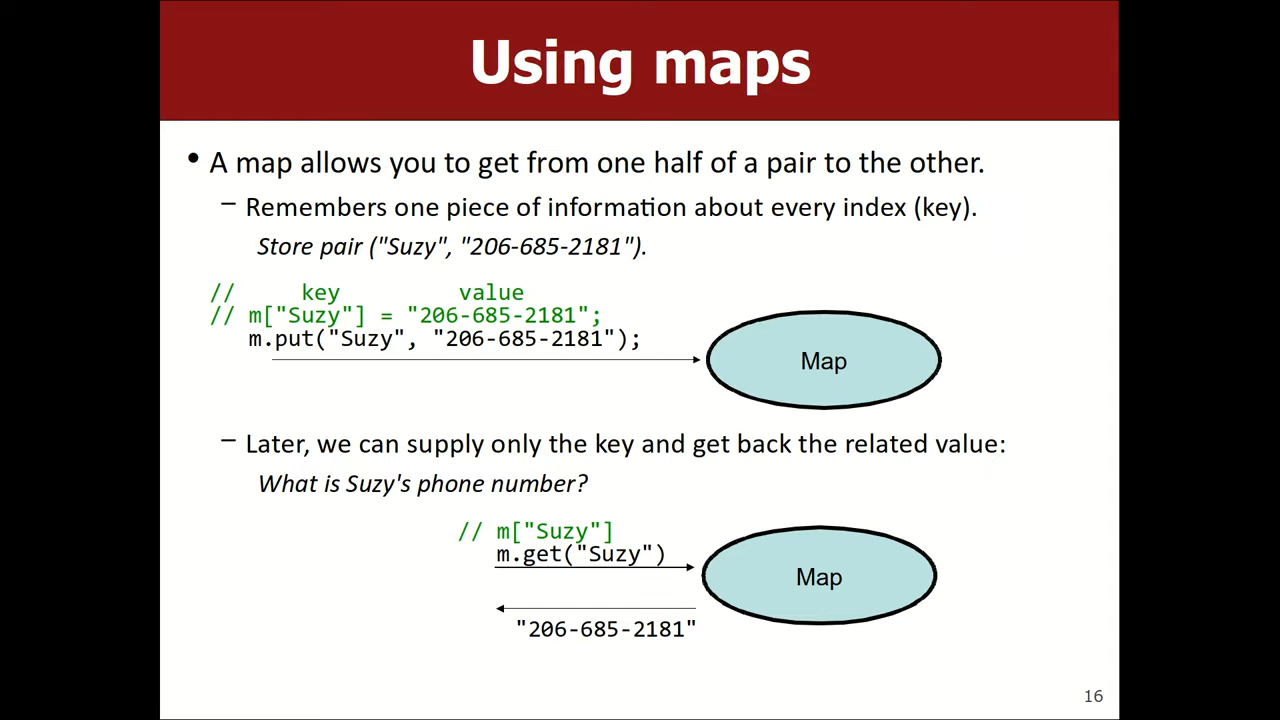 Using maps
• A map allows you to get from one half of a pair to the other.
– Remembers one piece of information about every index (key).
Store pair ("Suzy", "206-685-2181").
// key value
// m["Suzy"] = "206-685-2181";
m.put("Suzy", "206-685-2181");
Map
– Later, we can supply only the key and get back the related value:
What is Suzy's phone number?
// m["Suzy"]
m.get("Suzy")
Map
"206-685-2181"
16